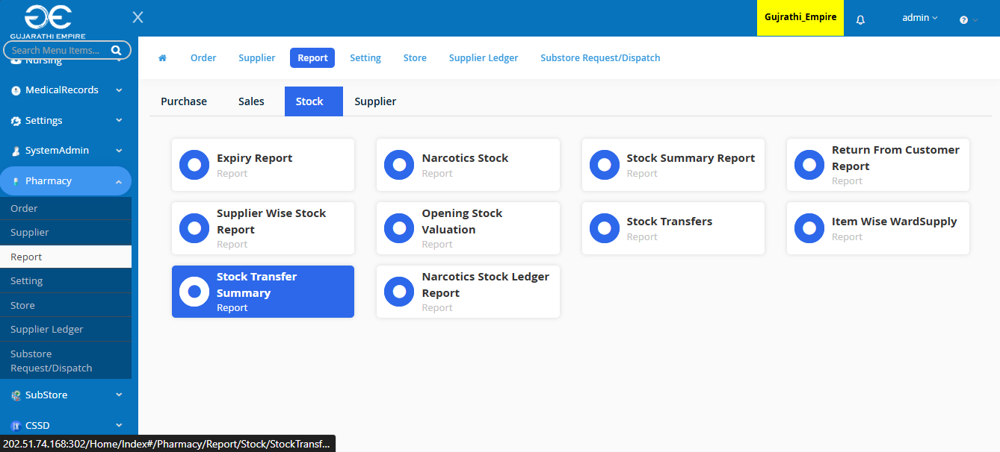 GUJARATHI EMPIRE
Gujrathi_Empire
admin
Search Menu Items...
Nursing
MedicalRecords
Settings
SystemAdmin
Pharmacy
Order
Supplier
Report
Setting
Store
Supplier Ledger
Substore
Request/Dispatch
SubStore
CSSD
Order Supplier Report Setting Store Supplier Ledger Substore Request/Dispatch
Purchase Sales Stock Supplier
Expiry Report
Report
Narcotics Stock
Report
Stock Summary Report
Report
Return From Customer
Report
Report
Supplier Wise Stock
Report
Report
Opening Stock
Valuation
Report
Stock Transfers
Report
Item Wise WardSupply
Report
Stock Transfer
Summary
Report
Narcotics Stock Ledger
Report
Report
202.51.74.168:302/Home/Index#/Pharmacy/Report/Stock/StockTransf...